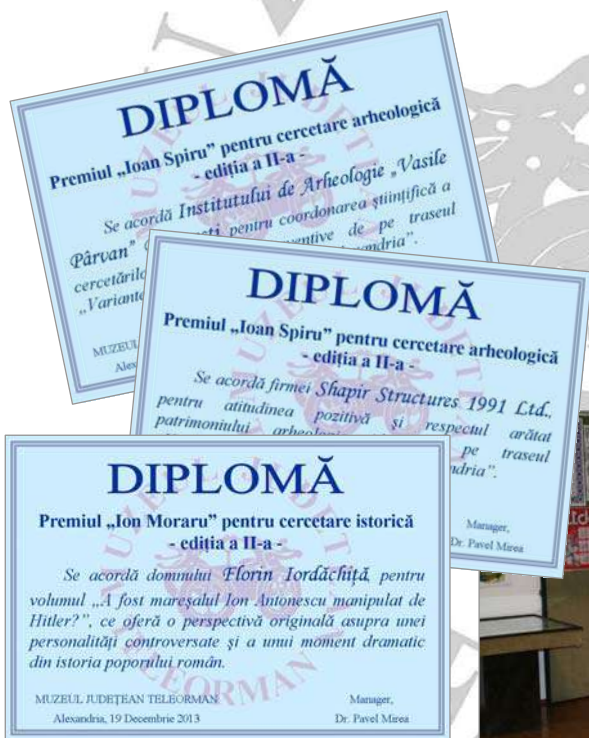 DIPLOMĂ
Premiul „Ioan Spiru” pentru cercetare arheologică
- ediția a II-a -
Se acordă Institutului de Arheologie „Vasile
Pârvan” pentru coordonarea științifică a
de pe traseul
„Variante
MUZEUL
DIPLOMĂ
Premiul „Ioan Spiru” pentru cercetare arheologică
- ediția a II-a -
Se acordă firmei Shapir Structures 1991 Ltd.,
pentru atitudinea pozitivă și respectul arătat
patrimoniului
pe traseul
Manager,
Dr. Pavel Mirea
DIPLOMĂ
Premiul „Ion Moraru” pentru cercetare istorică
- ediția a II-a -
Se acordă domnului Florin Iordăchiță, pentru
volumul „A fost mareșalul Ion Antonescu manipulat de
Hitler?”, ce oferă o perspectivă originală asupra unei
personalități controversate și a unui moment dramatic
din istoria poporului român.
MUZEUL JUDEȚEAN TELEORMAN
Manager,
Alexandria, 19 Decembrie 2013
Dr. Pavel Mirea